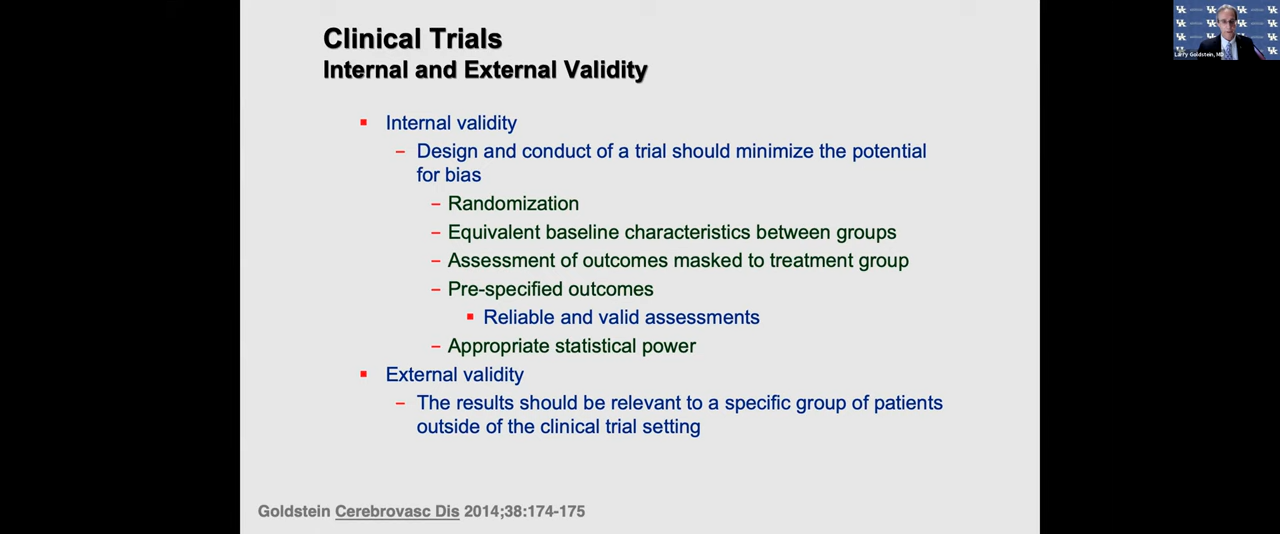 Clinical Trials
Internal and External Validity
Internal validity
– Design and conduct of a trial should minimize the potential
for bias
– Randomization
– Equivalent baseline characteristics between groups
– Assessment of outcomes masked to treatment group
– Pre-specified outcomes
Reliable and valid assessments
– Appropriate statistical power
External validity
– The results should be relevant to a specific group of patients
outside of the clinical trial setting
Goldstein Cerebrovasc Dis 2014;38:174-175
Larry Goldstein, MD